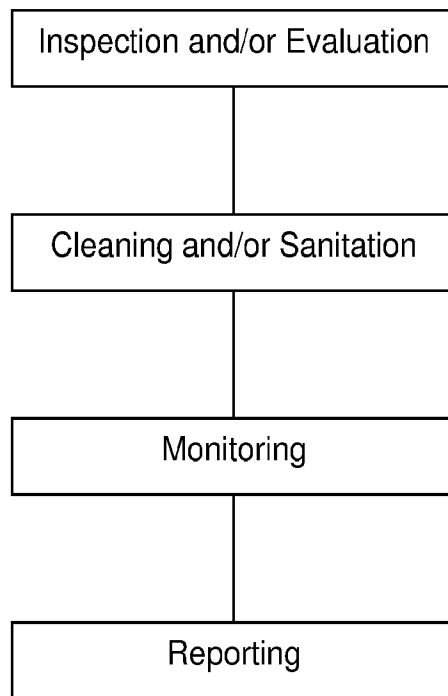 Inspection and/or Evaluation
Cleaning and/or Sanitation
Monitoring
Reporting